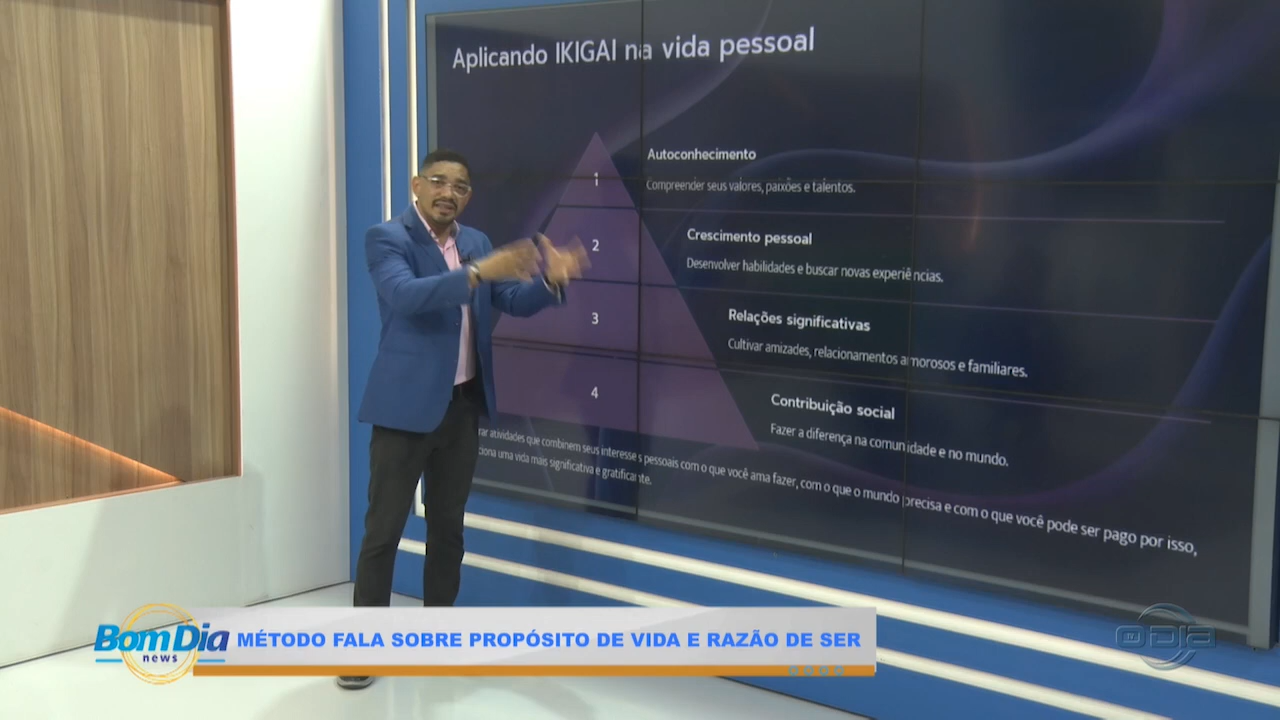 Aplicando IKIGAI na vida pessoal
1
Autoconhecimento
Compreender seus valores, paixões e talentos.
2
Crescimento pessoal
Desenvolver habilidades e buscar novas experiências.
3
Relações significativas
Cultivar amizades, relacionamentos amorosos e familiares.
4
Contribuição social
Fazer a diferença na comunidade e no mundo.
atividades que combinem seus interesses pessoais com o que você ama fazer, com o que o mundo precisa e com o que você pode ser pago por isso,
uma vida mais significativa e gratificante.
Bom Dia
news
MÉTODO FALA SOBRE PROPÓSITO DE VIDA E RAZÃO DE SER
O DIA